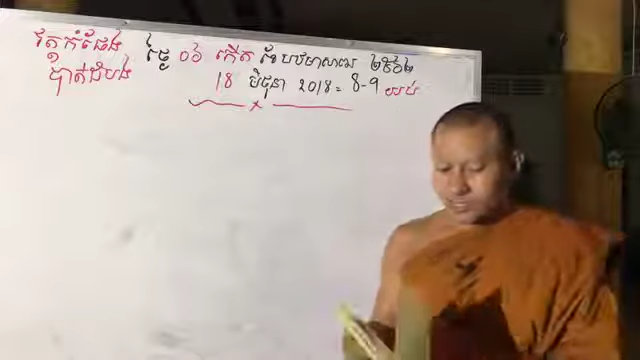 វត្តកំផែង ថ្ងៃ ០៦ កើត ខែបឋមាសាឍ ២៥៦២
បាត់ដំបង 18 មិថុនា 2018 = 8-9 យប់